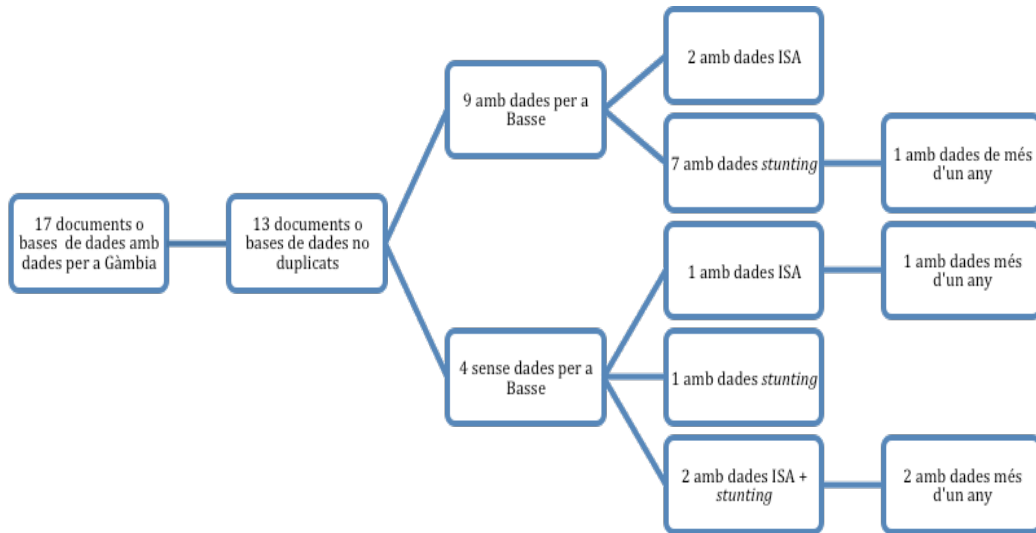 17 documents o
bases de dades amb
dades per a Gàmbia
13 documents o
bases de dades no
duplicats
9 amb dades per a
Basse
2 amb dades ISA
7 amb dades stunting
1 amb dades de més
d'un any
4 sense dades per a
Basse
1 amb dades ISA
1 amb dades més
d'un any
1 amb dades stunting
2 amb dades ISA +
stunting
2 amb dades més
d'un any